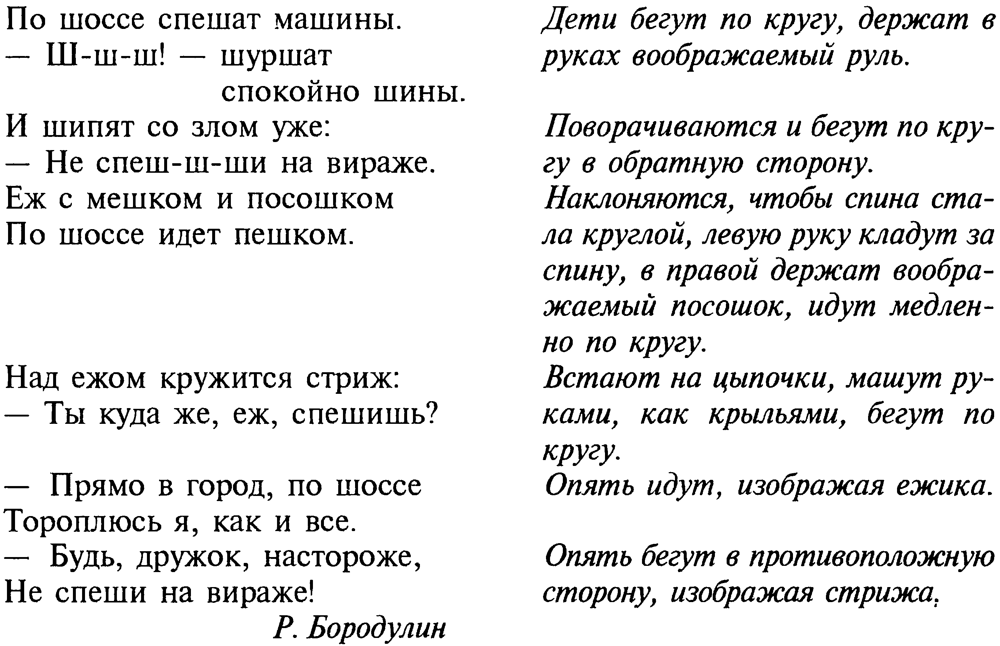 По шоссе спешат машины.
— Ш-ш-ш! — шуршат
спокойно шины.
И шипят со злом уже:
— Не спеш-ш-ши на вираже.
Еж с мешком и посошком
По шоссе идет пешком.
Над ежом кружится стриж:
— Ты куда же, еж, спешишь?
— Прямо в город, по шоссе
Тороплюсь я, как и все.
— Будь, дружок, настороже,
Не спеши на вираже!
Р. Бородулин
Дети бегут по кругу, держат в
руках воображаемый руль.
Поворачиваются и бегут по кру-
гу в обратную сторону.
Наклоняются, чтобы спина ста-
ла круглой, левую руку кладут за
спину, в правой держат вообра-
жаемый посошок, идут медлен-
но по кругу.
Встают на цыпочки, машут ру-
ками, как крыльями, бегут по
кругу.
Опять идут, изображая ежика.
Опять бегут в противоположную
сторону, изображая стрижа.